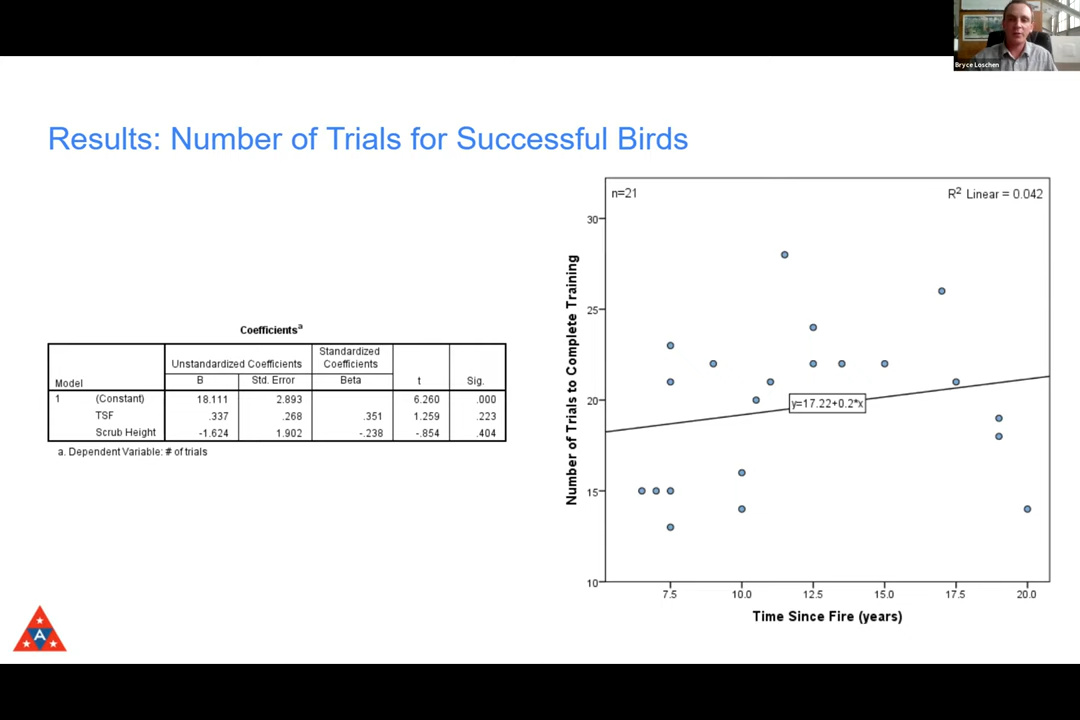 Bryce Loschen
Results: Number of Trials for Successful Birds
Coefficientsa
Model
Unstandardized Coefficients
Standardized Coefficients
t
Sig.
B
Std. Error
Beta
1 (Constant) 18.111 2.893 6.260 .000
TSF .337 .268 .351 1.259 .223
Scrub Height -1.624 1.902 -.238 -.854 .404
a. Dependent Variable: # of trials
n=21
R2 Linear = 0.042
Number of Trials to Complete Training
30
25
20
15
10
y=17.22+0.2*x
7.5 10.0 12.5 15.0 17.5 20.0
Time Since Fire (years)
A